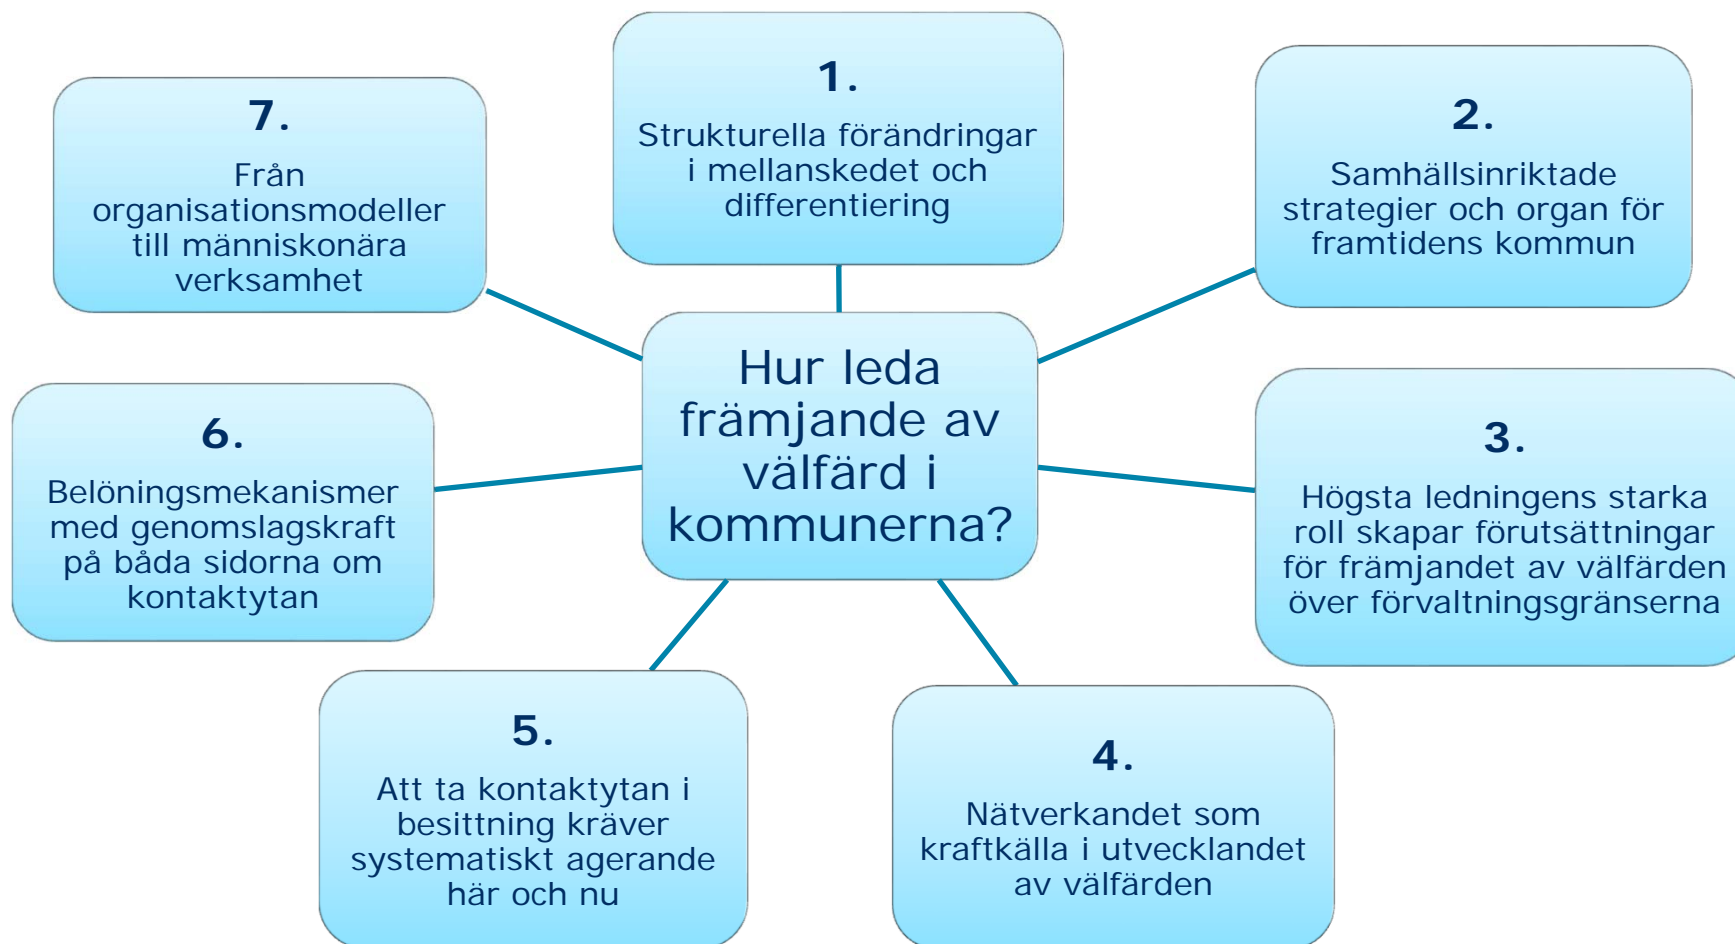 Hur leda
främjande av
välfärd i
kommunerna?
1.
Strukturella förändringar
i mellanskedet och
differentiering
2.
Samhällsinriktade
strategier och organ för
framtidens kommun
3.
Högsta ledningens starka
roll skapar förutsättningar
för främjandet av välfärden
över förvaltningsgränserna
4.
Nätverkandet som
kraftkälla i utvecklandet
av välfärden
5.
Att ta kontaktytan i
besittning kräver
systematiskt agerande
här och nu
6.
Belöningsmekanismer
med genomslagskraft
på båda sidorna om
kontaktytan
7.
Från
organisationsmodeller
till människonära
verksamhet